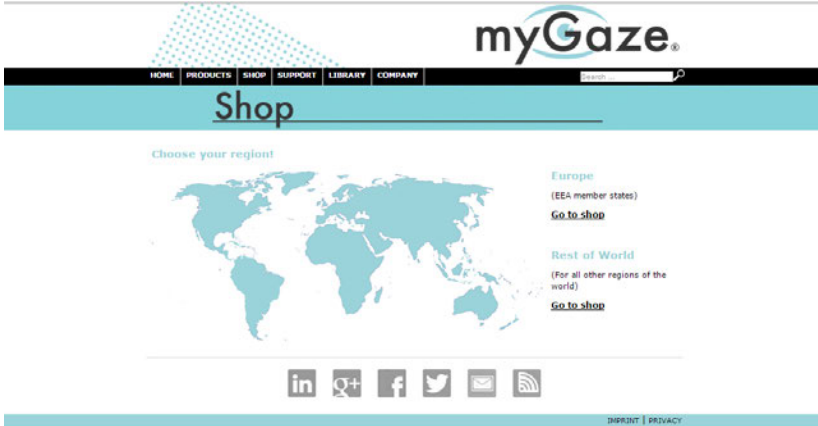 myGaze®
HOME PRODUCTS SHOP SUPPORT LIBRARY COMPANY Search ...
Shop
Choose your region!
Europe
(EEA member states)
Go to shop
Rest of World
(For all other regions of the
world)
Go to shop
in g+ f
IMPRINT | PRIVACY